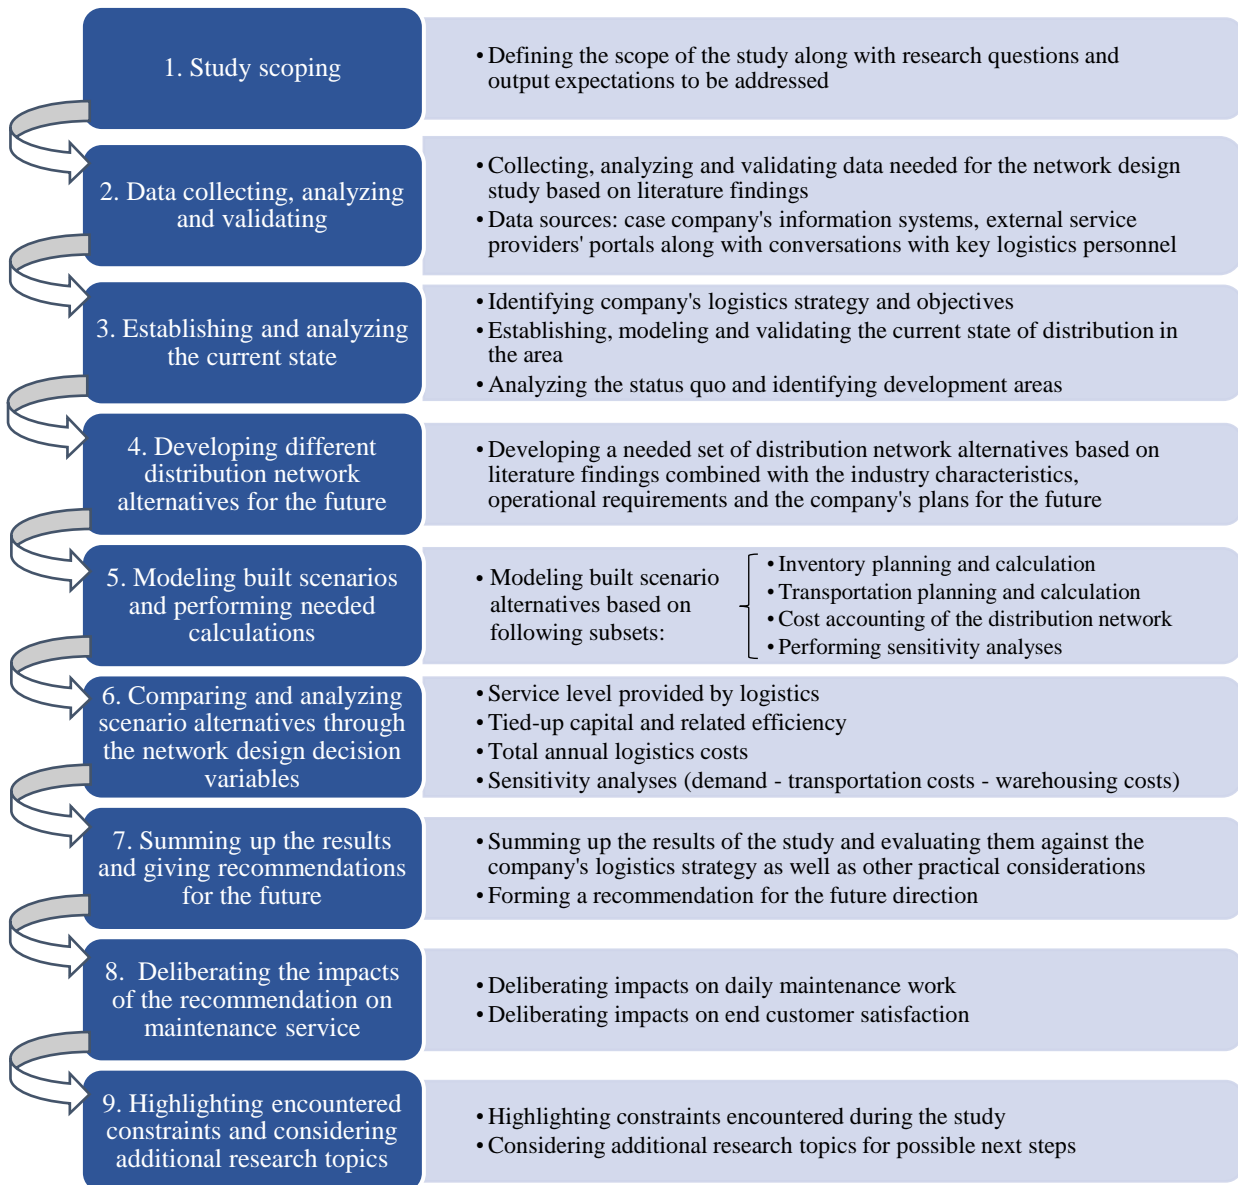 1. Study scoping
• Defining the scope of the study along with research questions and
output expectations to be addressed
2. Data collecting, analyzing
and validating
• Collecting, analyzing and validating data needed for the network design
study based on literature findings
• Data sources: case company's information systems, external service
providers' portals along with conversations with key logistics personnel
3. Establishing and analyzing
the current state
• Identifying company's logistics strategy and objectives
• Establishing, modeling and validating the current state of distribution in
the area
• Analyzing the status quo and identifying development areas
4. Developing different
distribution network
alternatives for the future
• Developing a needed set of distribution network alternatives based on
literature findings combined with the industry characteristics,
operational requirements and the company's plans for the future
5. Modeling built scenarios
and performing needed
calculations
• Modeling built scenario
alternatives based on
following subsets:
• Inventory planning and calculation
• Transportation planning and calculation
• Cost accounting of the distribution network
• Performing sensitivity analyses
6. Comparing and analyzing
scenario alternatives through
the network design decision
variables
• Service level provided by logistics
• Tied-up capital and related efficiency
• Total annual logistics costs
• Sensitivity analyses (demand - transportation costs - warehousing costs)
7. Summing up the results
and giving recommendations
for the future
• Summing up the results of the study and evaluating them against the
company's logistics strategy as well as other practical considerations
• Forming a recommendation for the future direction
8. Deliberating the impacts
of the recommendation on
maintenance service
• Deliberating impacts on daily maintenance work
• Deliberating impacts on end customer satisfaction
9. Highlighting encountered
constraints and considering
additional research topics
• Highlighting constraints encountered during the study
• Considering additional research topics for possible next steps